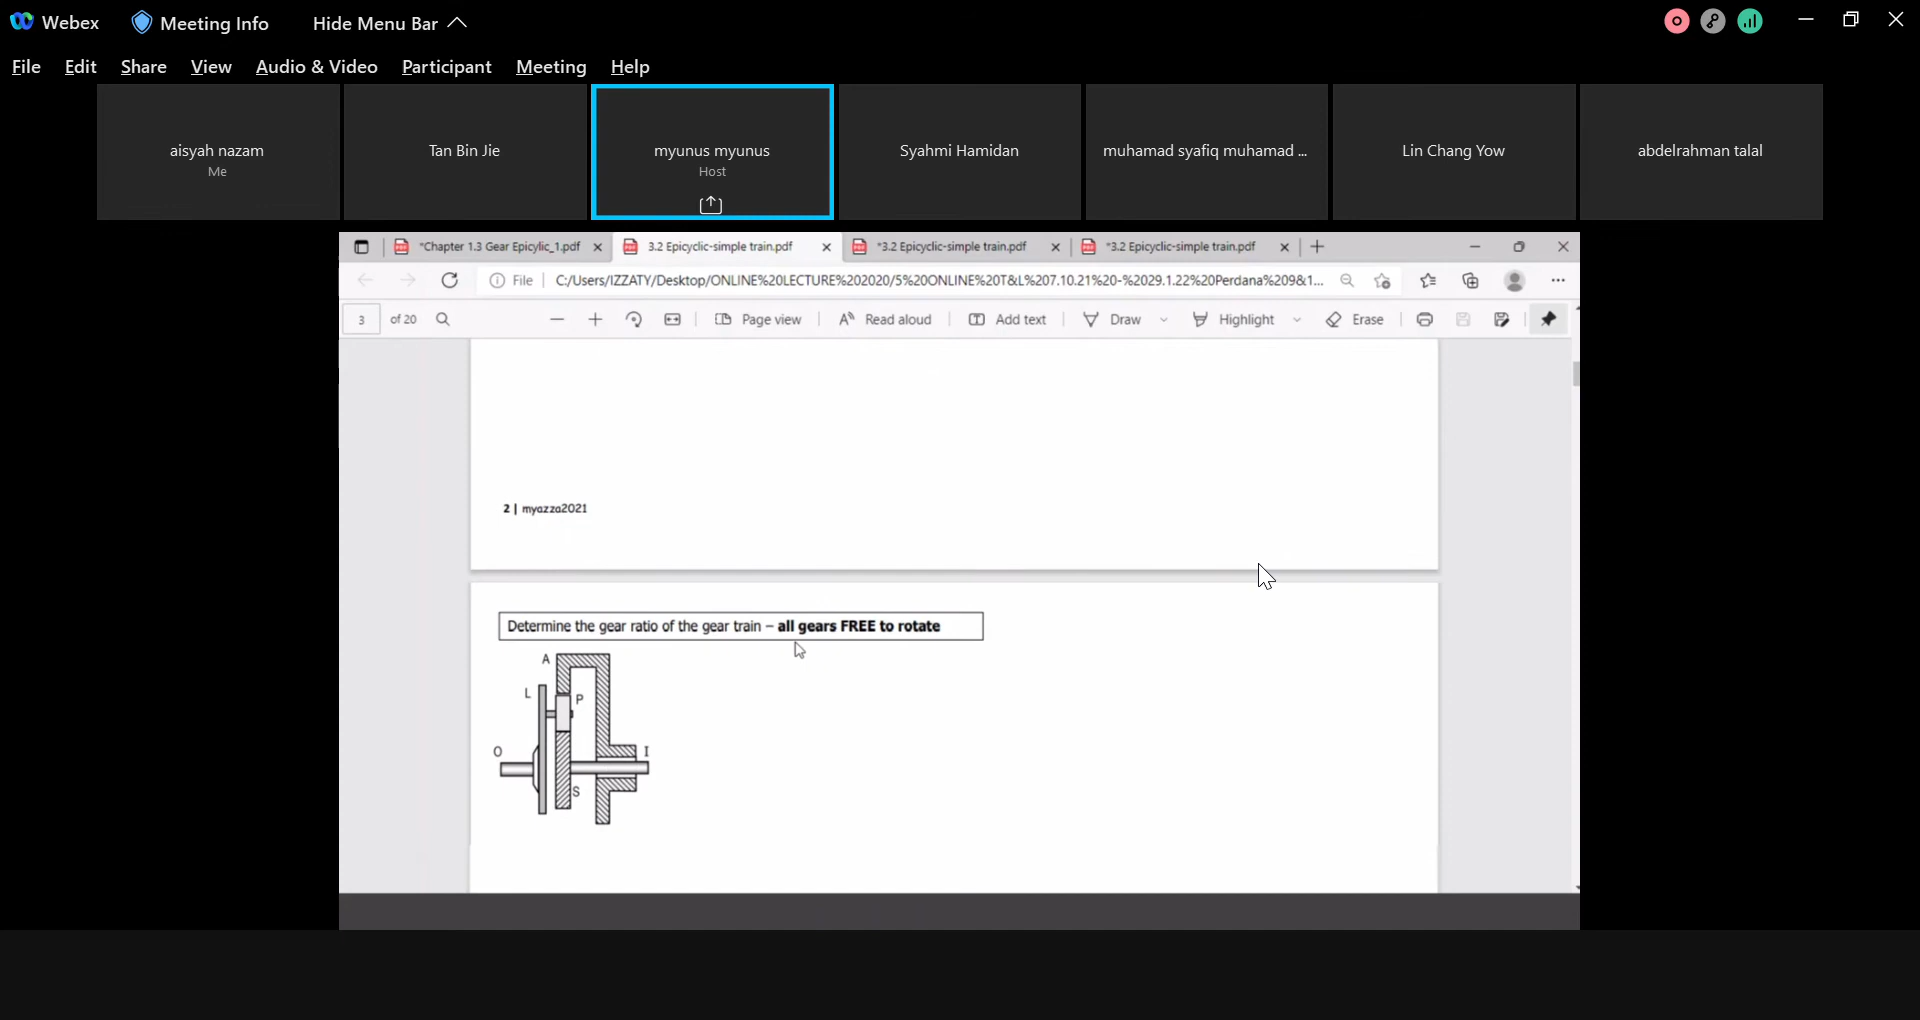 Webex Meeting Info Hide Menu Bar
File Edit Share View Audio & Video Participant Meeting Help
aisyah nazam
Me
Tan Bin Jie
myunus myunus
Host
Syahmi Hamidan
muhamad syafiq muhamad ...
Lin Chang Yow
abdelrahman talal
*Chapter 1.3 Gear Epicylic_1.pdf
3.2 Epicyclic-simple train.pdf
*3.2 Epicyclic-simple train.pdf
*3.2 Epicyclic-simple train.pdf
File C:/Users/IZZATY/Desktop/ONLINE%20LECTURE%202020/5%20ONLINE%20T&L%207.10.21%20-%2029.1.22%20Perdana%209&1...
3 of 20 Page view Read aloud Add text Draw Highlight Erase
2 | myazza2021
Determine the gear ratio of the gear train – all gears FREE to rotate
A
L
P
O
I
S